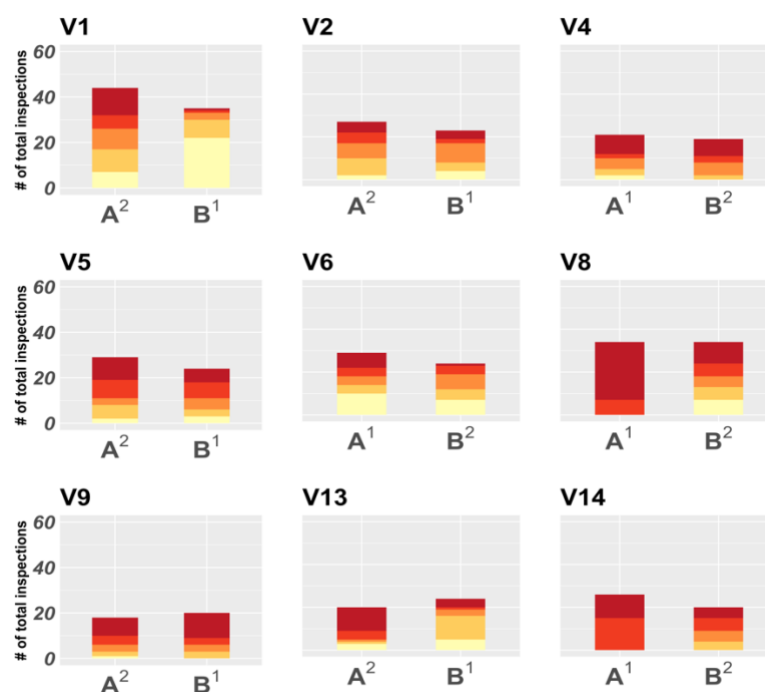 V1 V2 V4
# of total inspections
60
40
20
0
A² B¹ A² B¹ A¹ B²
V5 V6 V8
# of total inspections
60
40
20
0
A² B¹ A¹ B² A¹ B²
V9 V13 V14
# of total inspections
60
40
20
0
A² B¹ A² B¹ A¹ B²